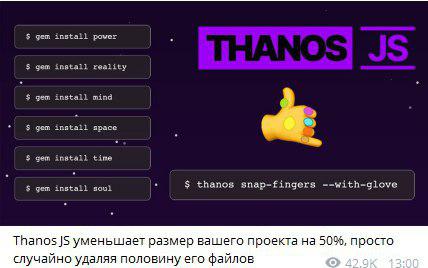 THANOS JS
$ gem install power
$ gem install reality
$ gem install mind
$ gem install space
$ gem install time
$ gem install soul
$ thanos snap-fingers --with-glove
Thanos JS уменьшает размер вашего проекта на 50%, просто
случайно удаляя половину его файлов
42.9K 13:00